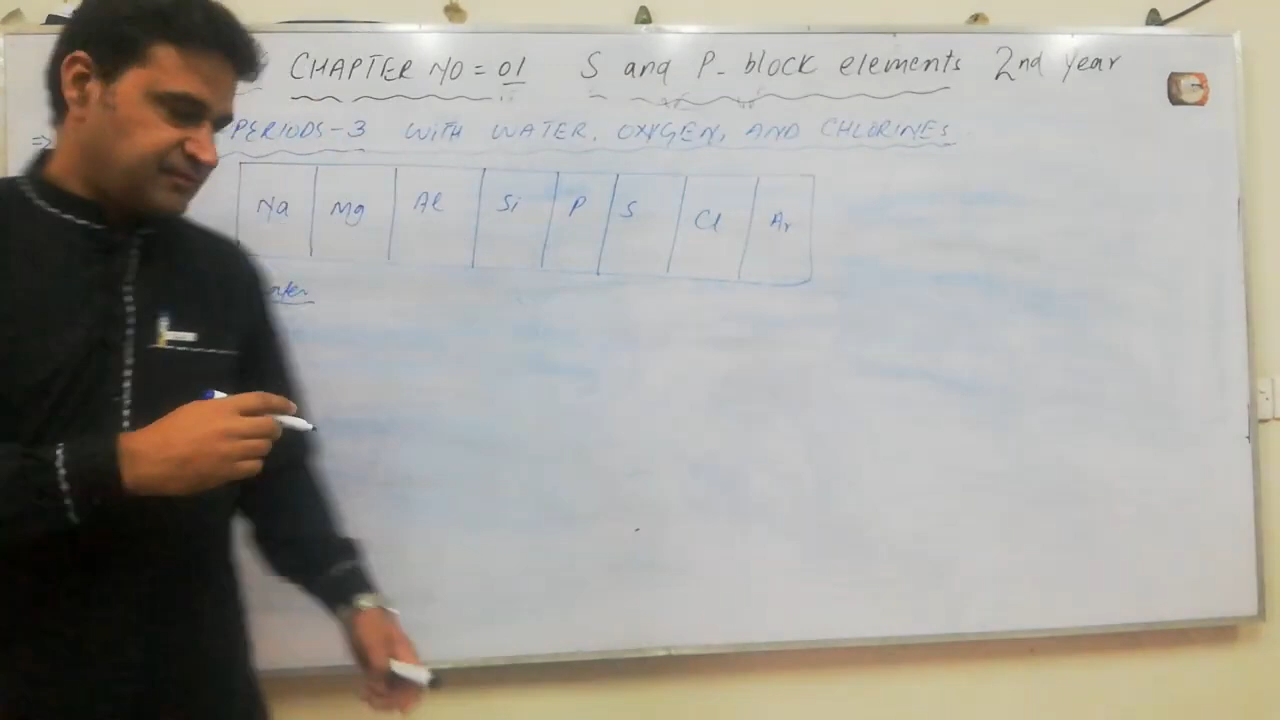 CHAPTER NO = 01 S and P-block elements 2nd year
⇒ PERIODS-3 WITH WATER, OXYGEN, AND CHLORINES
Na Mg Al Si P S Cl Ar